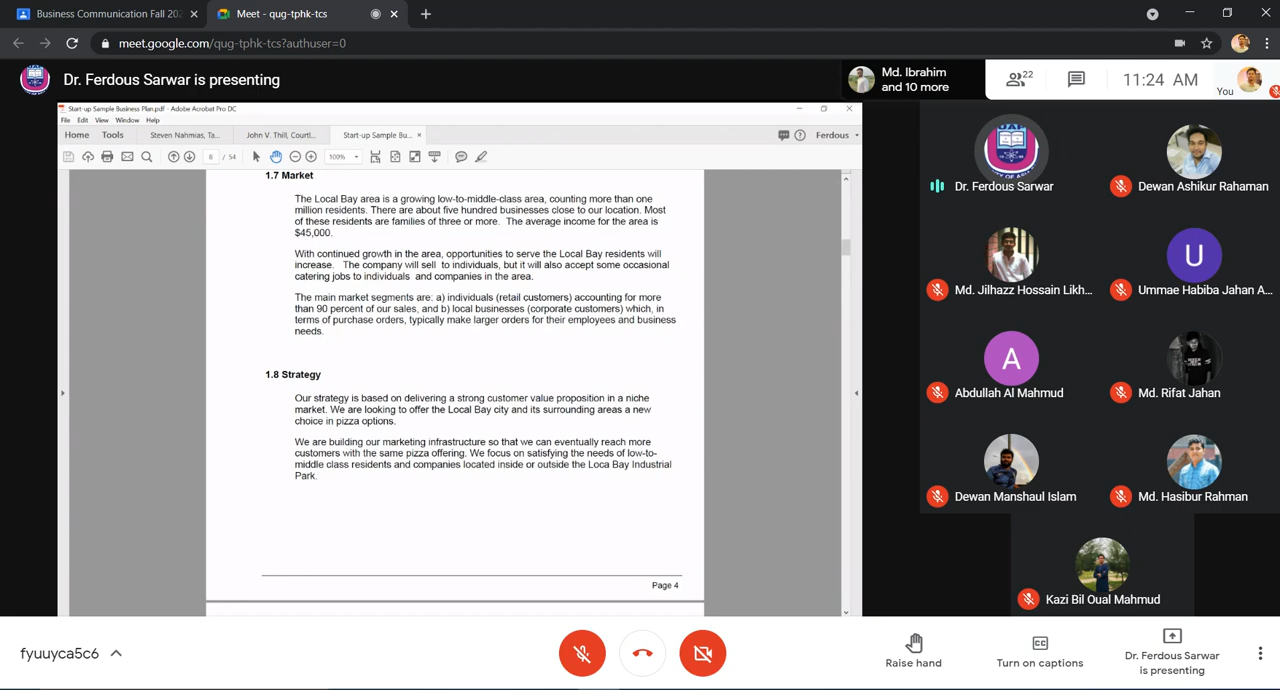 Business Communication Fall 202
Meet - qug-tphk-tcs
meet.google.com/qug-tphk-tcs?authuser=0
Dr. Ferdous Sarwar is presenting
Md. Ibrahim
and 10 more
22
11:24 AM
You
Start-up Sample Business Plan.pdf - Adobe Acrobat Pro DC
File Edit View Window Help
Home Tools Steven Nahmias, Ta... John V. Thill, Courtl... Start-up Sample Bu... Ferdous
8 / 54 100%
1.7 Market
The Local Bay area is a growing low-to-middle-class area, counting more than one
million residents. There are about five hundred businesses close to our location. Most
of these residents are families of three or more. The average income for the area is
$45,000.
With continued growth in the area, opportunities to serve the Local Bay residents will
increase. The company will sell to individuals, but it will also accept some occasional
catering jobs to individuals and companies in the area.
The main market segments are: a) individuals (retail customers) accounting for more
than 90 percent of our sales, and b) local businesses (corporate customers) which, in
terms of purchase orders, typically make larger orders for their employees and business
needs.
1.8 Strategy
Our strategy is based on delivering a strong customer value proposition in a niche
market. We are looking to offer the Local Bay city and its surrounding areas a new
choice in pizza options.
We are building our marketing infrastructure so that we can eventually reach more
customers with the same pizza offering. We focus on satisfying the needs of low-to-
middle class residents and companies located inside or outside the Loca Bay Industrial
Park.
Page 4
Dr. Ferdous Sarwar
Dewan Ashikur Rahaman
Md. Jilhazz Hossain Likh...
U
Ummae Habiba Jahan A...
A
Abdullah Al Mahmud
Md. Rifat Jahan
Dewan Manshaul Islam
Md. Hasibur Rahman
Kazi Bil Oual Mahmud
fyuuyca5c6
Raise hand
Turn on captions
Dr. Ferdous Sarwar
is presenting